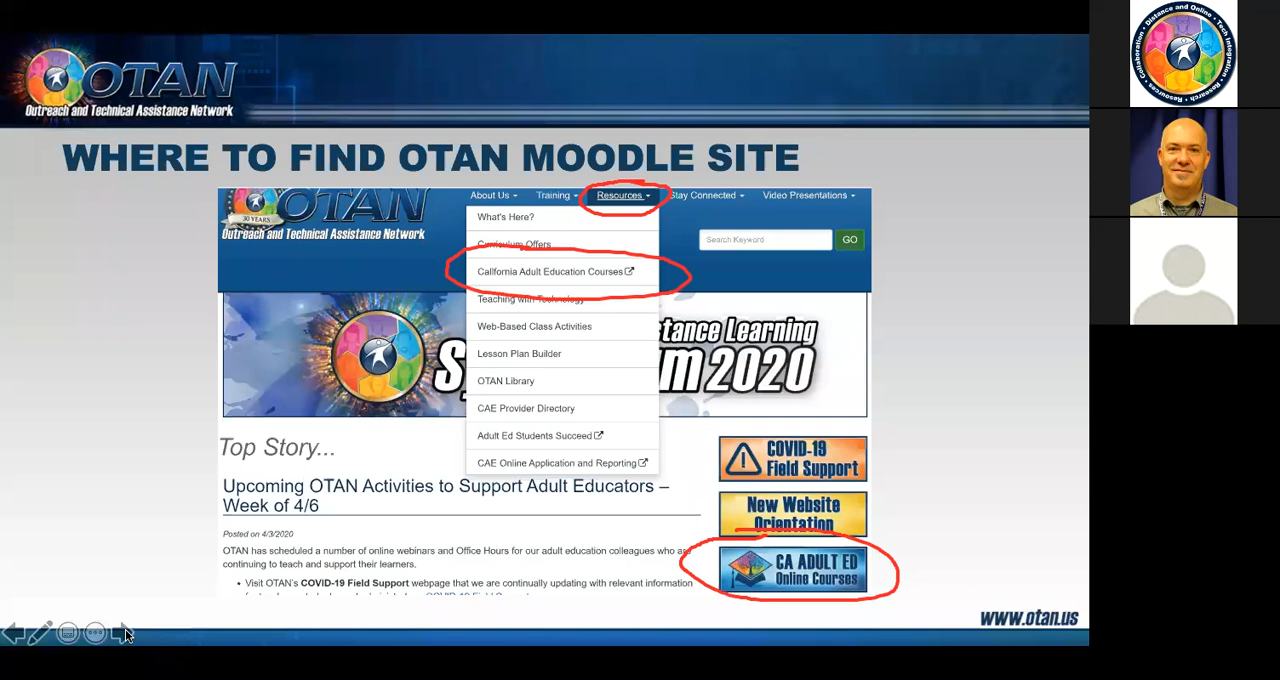 OTAN
Outreach and Technical Assistance Network
WHERE TO FIND OTAN MOODLE SITE
30 YEARS
OTAN
Outreach and Technical Assistance Network
About Us
Training
Resources
Stay Connected
Video Presentations
What's Here?
Curriculum Offers
California Adult Education Courses
Teaching with Technology
Web-Based Class Activities
Lesson Plan Builder
OTAN Library
CAE Provider Directory
Adult Ed Students Succeed
CAE Online Application and Reporting
Search Keyword
GO
Learning
2020
Top Story...
Upcoming OTAN Activities to Support Adult Educators –
Week of 4/6
Posted on 4/3/2020
OTAN has scheduled a number of online webinars and Office Hours for our adult education colleagues who are
continuing to teach and support their learners.
• Visit OTAN's COVID-19 Field Support webpage that we are continually updating with relevant information
COVID-19
Field Support
New Website
Orientation
CA ADULT ED
Online Courses
www.otan.us
Collaboration • Distance and Online • Tech Integration • Research • Resources